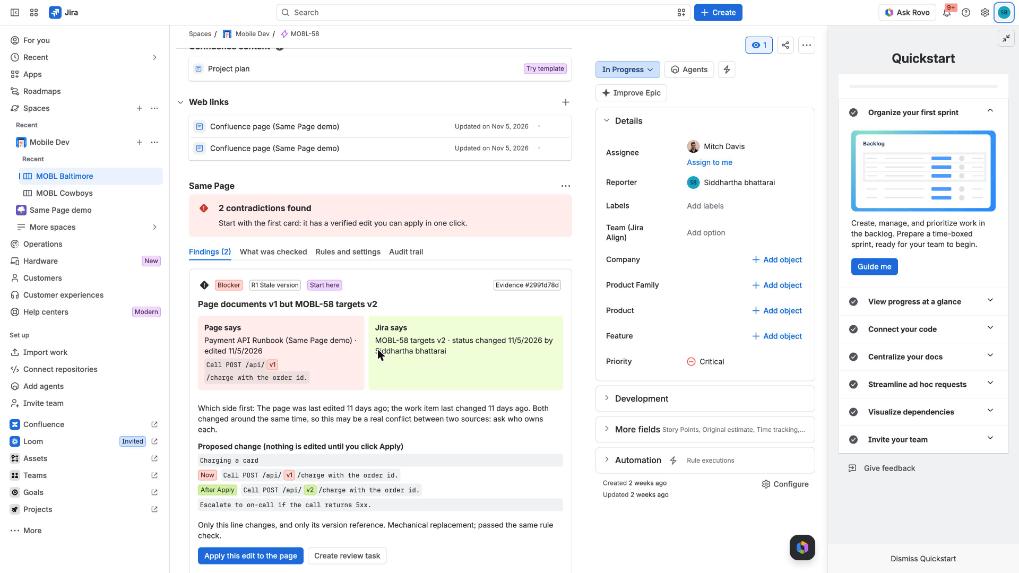 Jira
Search
Create
Ask Rovo
9+
SB
For you
Recent
Apps
Roadmaps
Spaces
Recent
Mobile Dev
Recent
MOBL Baltimore
MOBL Cowboys
Same Page demo
More spaces
Operations
Hardware
New
Customers
Customer experiences
Help centers
Modern
Set up
Import work
Connect repositories
Add agents
Invite team
Confluence
Loom
Invited
Assets
Teams
Goals
Projects
More
Spaces / Mobile Dev / MOBL-58
Confluence content
Project plan
Try template
Web links
Confluence page (Same Page demo)
Updated on Nov 5, 2026
Confluence page (Same Page demo)
Updated on Nov 5, 2026
Same Page
2 contradictions found
Start with the first card: it has a verified edit you can apply in one click.
Findings (2)
What was checked
Rules and settings
Audit trail
Blocker
R1 Stale version
Start here
Evidence #2991d78d
Page documents v1 but MOBL-58 targets v2
Page says
Payment API Runbook (Same Page demo) ·
edited 11/5/2026
Call POST /api/ v1
/charge with the order id.
Jira says
MOBL-58 targets v2 · status changed 11/5/2026 by
Siddhartha bhattarai
Which side first: The page was last edited 11 days ago; the work item last changed 11 days ago. Both
changed around the same time, so this may be a real conflict between two sources: ask who owns
each.
Proposed change (nothing is edited until you click Apply)
Charging a card
Now Call POST /api/ v1 /charge with the order id.
After Apply Call POST /api/ v2 /charge with the order id.
Escalate to on-call if the call returns 5xx.
Only this line changes, and only its version reference. Mechanical replacement; passed the same rule
check.
Apply this edit to the page
Create review task
1
In Progress
Agents
Improve Epic
Details
Assignee
Mitch Davis
Assign to me
Reporter
SB
Siddhartha bhattarai
Labels
Add labels
Team (Jira
Align)
Add option
Company
Add object
Product Family
Add object
Product
Add object
Feature
Add object
Priority
Critical
Development
More fields
Story Points, Original estimate, Time tracking,...
Automation
Rule executions
Created 2 weeks ago
Updated 2 weeks ago
Configure
Quickstart
Organize your first sprint
Backlog
Create, manage, and prioritize work in
the backlog. Prepare a time-boxed
sprint, ready for your team to begin.
Guide me
View progress at a glance
Connect your code
Centralize your docs
Streamline ad hoc requests
Visualize dependencies
Invite your team
Give feedback
Dismiss Quickstart